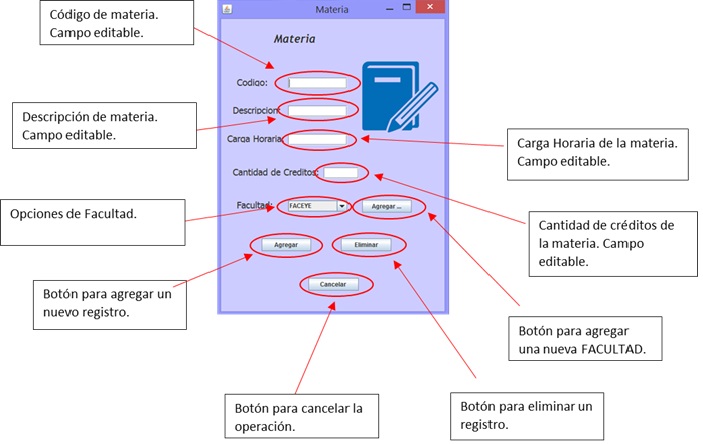 Código de materia.
Campo editable.
Materia
Materia
Codigo:
Descripcion:
Descripción de materia.
Campo editable.
Carga Horaria
Carga Horaria de la materia.
Campo editable.
Cantidad de Creditos:
Facultad:
FACEYE
Agregar ...
Opciones de Facultad.
Cantidad de créditos de
la materia. Campo
editable.
Agregar
Eliminar
Cancelar
Botón para agregar un
nuevo registro.
Botón para agregar
una nueva FACULTAD.
Botón para cancelar la
operación.
Botón para eliminar un
registro.